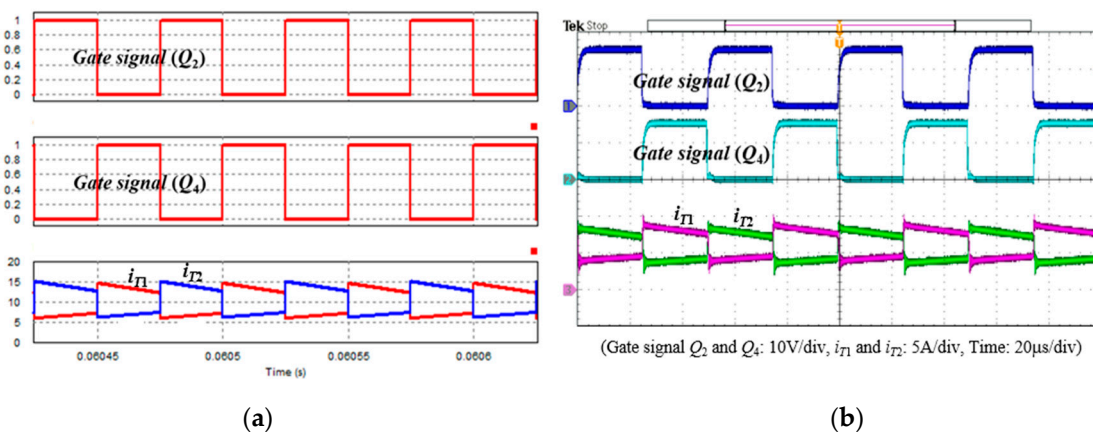 1
0.8
0.6
0.4
0.2
0
Gate signal (Q2)
1
0.8
0.6
0.4
0.2
0
Gate signal (Q4)
20
15
10
5
0
iT1
iT2
0.06045
0.0605
0.06055
0.0606
Time (s)
(a)
Tek Stop
T
Gate signal (Q2)
1
Gate signal (Q4)
2
iT1
iT2
3
(Gate signal Q2 and Q4: 10V/div, iT1 and iT2: 5A/div, Time: 20μs/div)
(b)